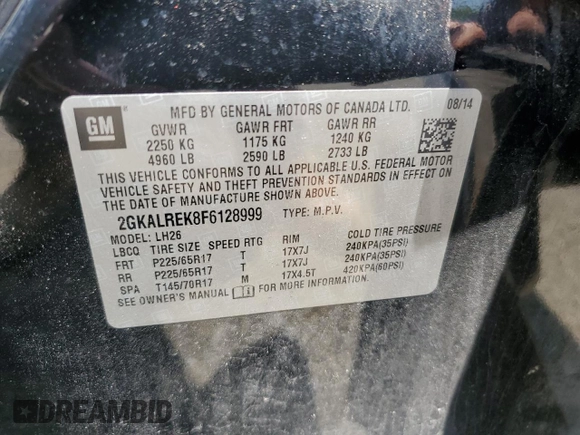 GM
MFD BY GENERAL MOTORS OF CANADA LTD. 08/14
GVWR GAWR FRT GAWR RR
2250 KG 1175 KG 1240 KG
4960 LB 2590 LB 2733 LB
THIS VEHICLE CONFORMS TO ALL APPLICABLE U.S. FEDERAL MOTOR
VEHICLE SAFETY AND THEFT PREVENTION STANDARDS IN EFFECT ON
THE DATE OF MANUFACTURE SHOWN ABOVE.
2GKALREK8F6128999 TYPE: M.P.V.
MODEL: LH26
LBCQ TIRE SIZE SPEED RTG RIM COLD TIRE PRESSURE
FRT P225/65R17 T 17X7J 240KPA(35PSI)
RR P225/65R17 T 17X7J 240KPA(35PSI)
SPA T145/70R17 M 17X4.5T 420KPA(60PSI)
SEE OWNER'S MANUAL FOR MORE INFORMATION.
DREAMBID